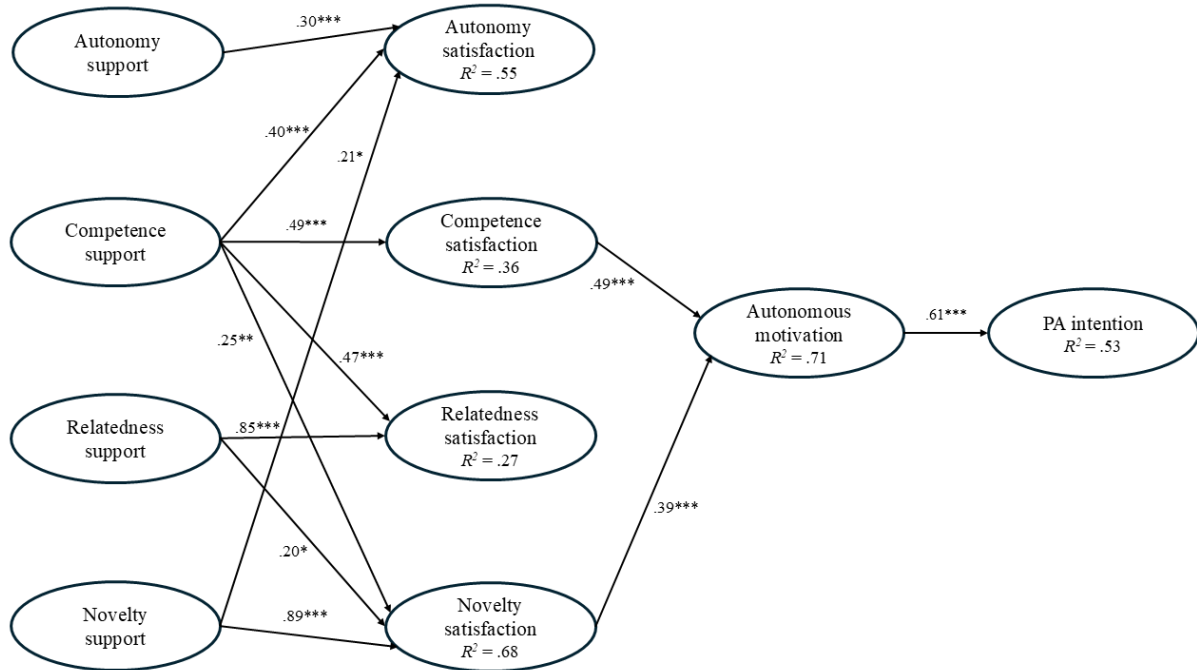 Autonomy
support
.30***
Autonomy
satisfaction
R² = .55
.40***
.21*
Competence
support
.49***
Competence
satisfaction
R² = .36
.49***
Autonomous
motivation
R² = .71
.61***
PA intention
R² = .53
.25**
.47***
Relatedness
support
.85***
Relatedness
satisfaction
R² = .27
.39***
.20*
Novelty
support
.89***
Novelty
satisfaction
R² = .68